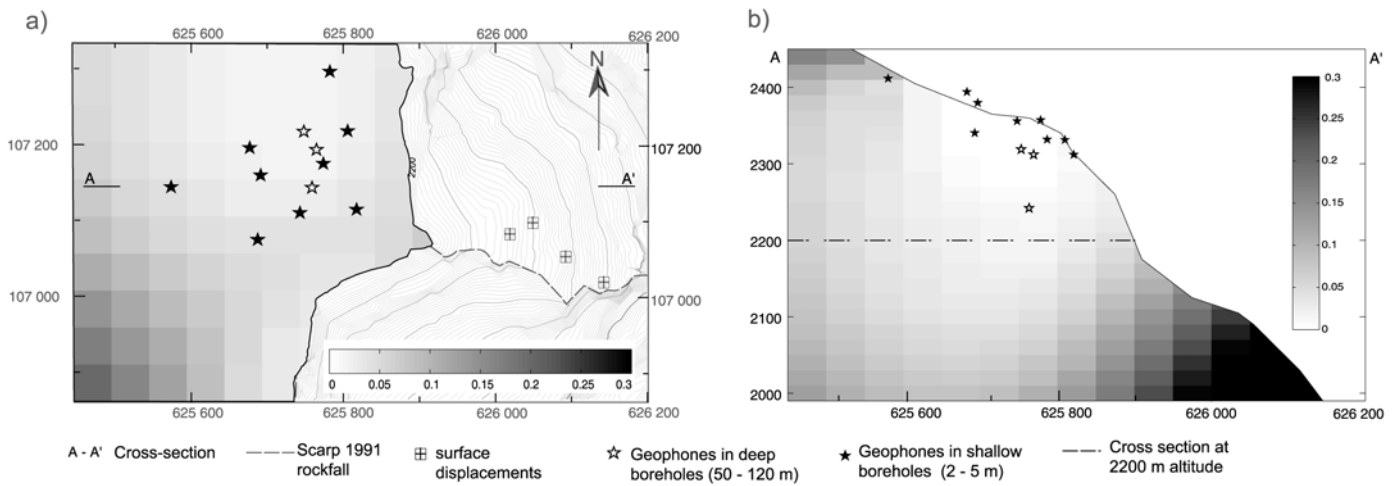 a)
625 600 625 800 626 000 626 200
N
107 200
107 200
A
A'
2200
107 000
107 000
0 0.05 0.1 0.15 0.2 0.3
625 600 625 800 626 000 626 200
b)
A
A'
2400
2300
2200
2100
2000
0.3
0.25
0.2
0.15
0.1
0.05
0
625 600 625 800 626 000 626 200
A - A' Cross-section
Scarp 1991
rockfall
surface
displacements
Geophones in deep
boreholes (50 - 120 m)
Geophones in shallow
boreholes (2 - 5 m)
Cross section at
2200 m altitude